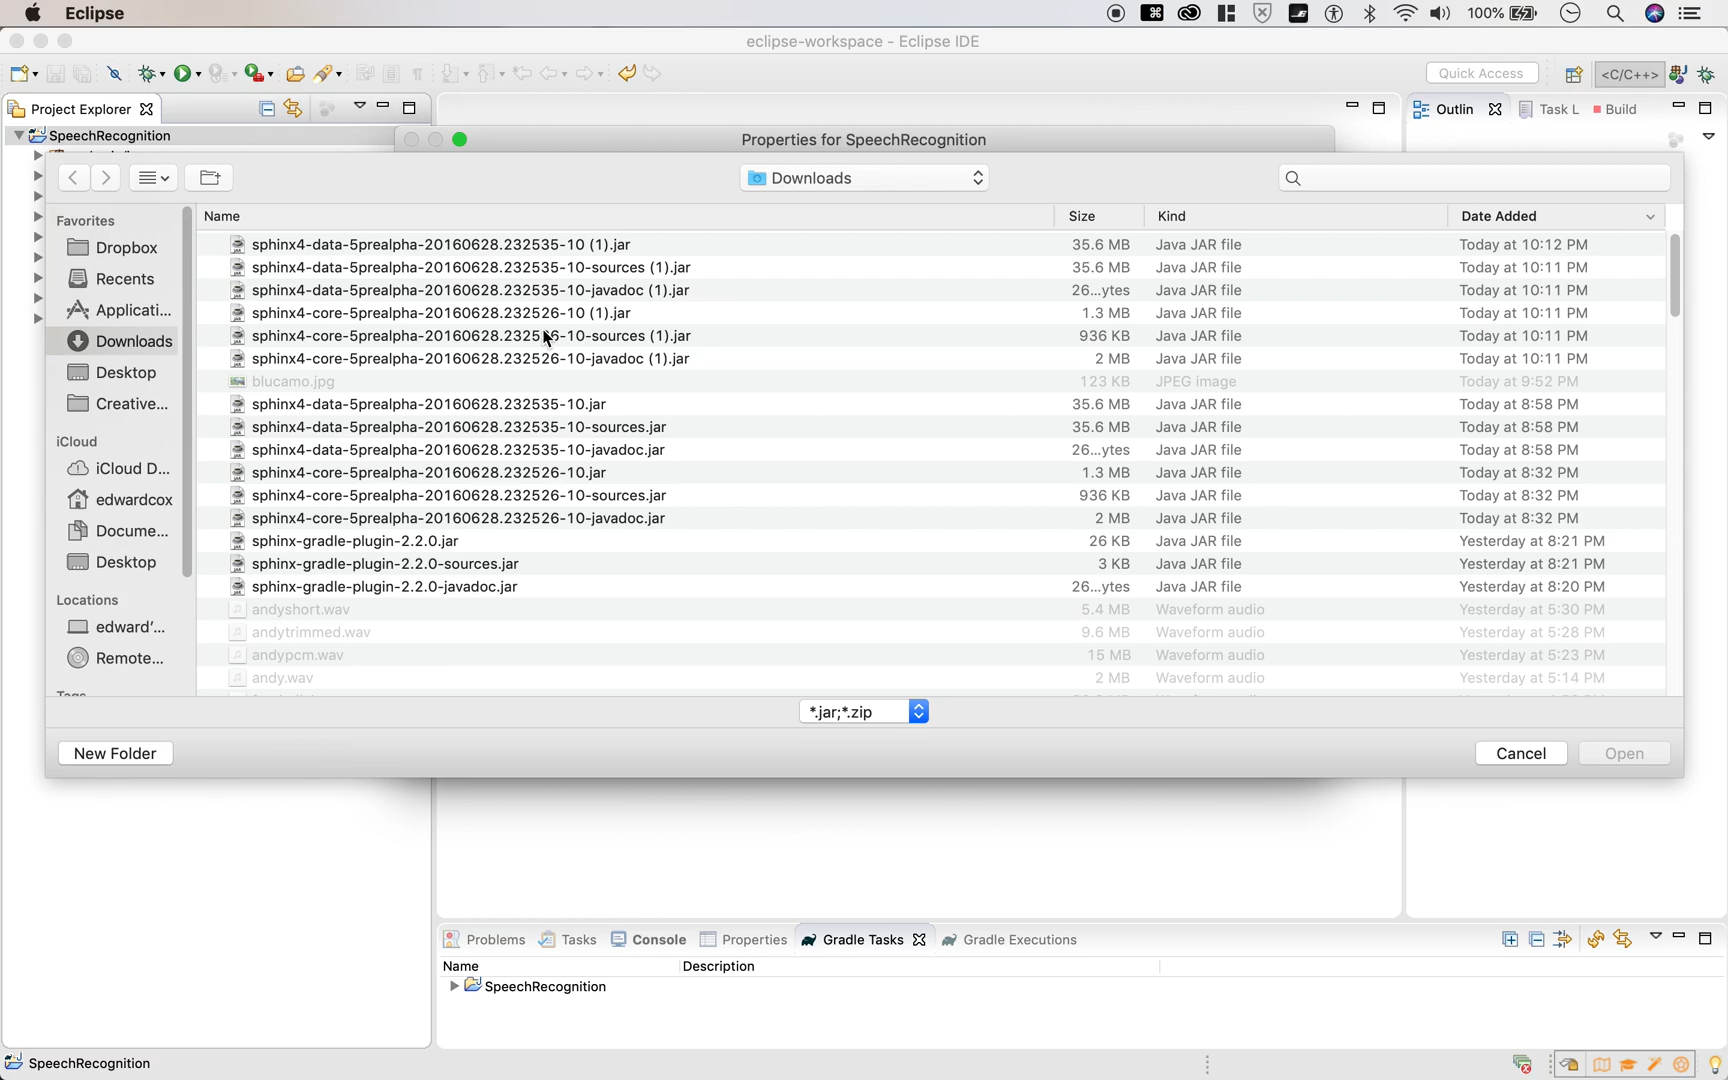 Eclipse
100%
eclipse-workspace - Eclipse IDE
Quick Access
<C/C++>
Project Explorer
Outlin
Task L
Build
SpeechRecognition
Properties for SpeechRecognition
Downloads
Favorites
Dropbox
Recents
Applicati...
Downloads
Desktop
Creative...
iCloud
iCloud D...
edwardcox
Docume...
Desktop
Locations
edward'...
Remote...
Tags
Name Size Kind Date Added
sphinx4-data-5prealpha-20160628.232535-10 (1).jar 35.6 MB Java JAR file Today at 10:12 PM
sphinx4-data-5prealpha-20160628.232535-10-sources (1).jar 35.6 MB Java JAR file Today at 10:11 PM
sphinx4-data-5prealpha-20160628.232535-10-javadoc (1).jar 26...ytes Java JAR file Today at 10:11 PM
sphinx4-core-5prealpha-20160628.232526-10 (1).jar 1.3 MB Java JAR file Today at 10:11 PM
sphinx4-core-5prealpha-20160628.232526-10-sources (1).jar 936 KB Java JAR file Today at 10:11 PM
sphinx4-core-5prealpha-20160628.232526-10-javadoc (1).jar 2 MB Java JAR file Today at 10:11 PM
blucamo.jpg 123 KB JPEG image Today at 9:52 PM
sphinx4-data-5prealpha-20160628.232535-10.jar 35.6 MB Java JAR file Today at 8:58 PM
sphinx4-data-5prealpha-20160628.232535-10-sources.jar 35.6 MB Java JAR file Today at 8:58 PM
sphinx4-data-5prealpha-20160628.232535-10-javadoc.jar 26...ytes Java JAR file Today at 8:58 PM
sphinx4-core-5prealpha-20160628.232526-10.jar 1.3 MB Java JAR file Today at 8:32 PM
sphinx4-core-5prealpha-20160628.232526-10-sources.jar 936 KB Java JAR file Today at 8:32 PM
sphinx4-core-5prealpha-20160628.232526-10-javadoc.jar 2 MB Java JAR file Today at 8:32 PM
sphinx-gradle-plugin-2.2.0.jar 26 KB Java JAR file Yesterday at 8:21 PM
sphinx-gradle-plugin-2.2.0-sources.jar 3 KB Java JAR file Yesterday at 8:21 PM
sphinx-gradle-plugin-2.2.0-javadoc.jar 26...ytes Java JAR file Yesterday at 8:20 PM
andyshort.wav 5.4 MB Waveform audio Yesterday at 5:30 PM
andytrimmed.wav 9.6 MB Waveform audio Yesterday at 5:28 PM
andypcm.wav 15 MB Waveform audio Yesterday at 5:23 PM
andy.wav 2 MB Waveform audio Yesterday at 5:14 PM
*.jar;*.zip
New Folder
Cancel
Open
Problems
Tasks
Console
Properties
Gradle Tasks
Gradle Executions
Name Description
SpeechRecognition
SpeechRecognition